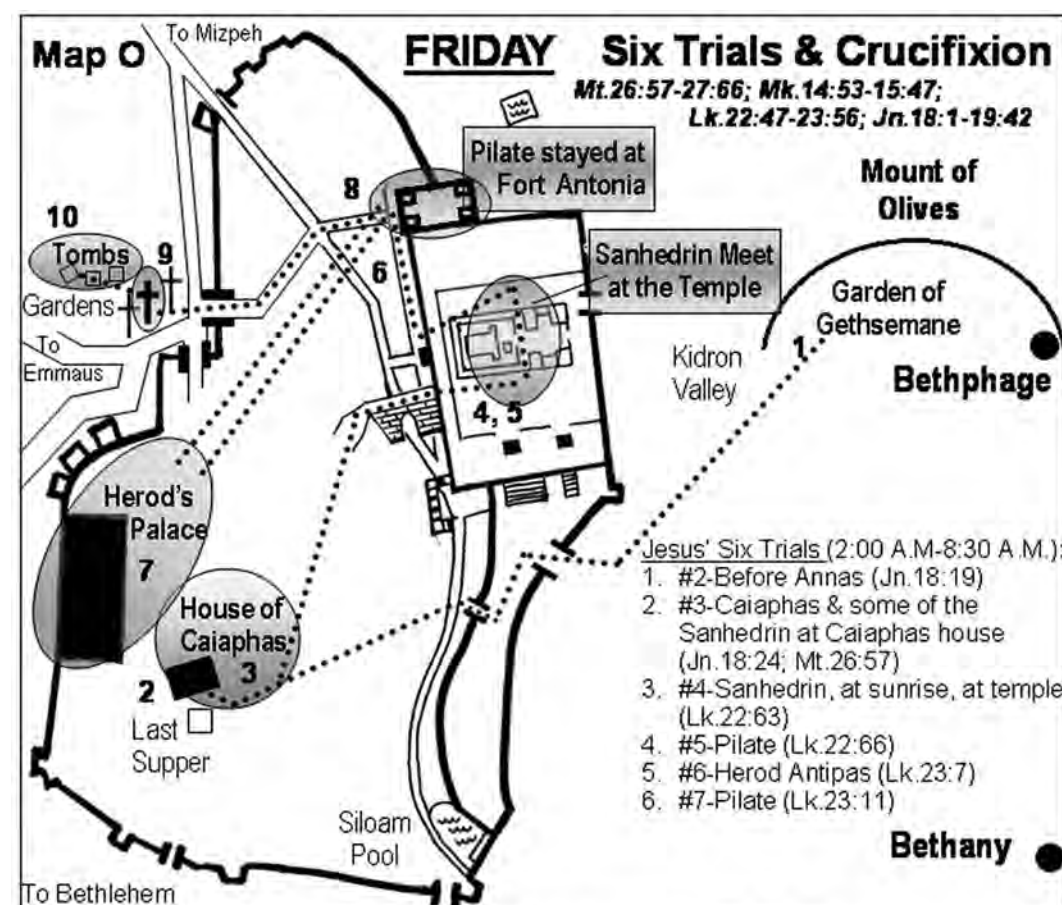 Map O
To Mizpeh
FRIDAY Six Trials & Crucifixion
Mt.26:57-27:66; Mk.14:53-15:47;
Lk.22:47-23:56; Jn.18:1-19:42
Pilate stayed at
Fort Antonia
8
Mount of
Olives
10
Tombs
9
Gardens
6
Sanhedrin Meet
at the Temple
Garden of
Gethsemane
1
To
Emmaus
Kidron
Valley
Bethphage
4, 5
Herod's
Palace
7
House of
Caiaphas
3
2
Last
Supper
Jesus' Six Trials (2:00 A.M-8:30 A.M.):
1. #2-Before Annas (Jn.18:19)
2. #3-Caiaphas & some of the
Sanhedrin at Caiaphas house
(Jn.18:24; Mt.26:57)
3. #4-Sanhedrin, at sunrise, at temple
(Lk.22:63)
4. #5-Pilate (Lk.22:66)
5. #6-Herod Antipas (Lk.23:7)
6. #7-Pilate (Lk.23:11)
Siloam
Pool
Bethany
To Bethlehem